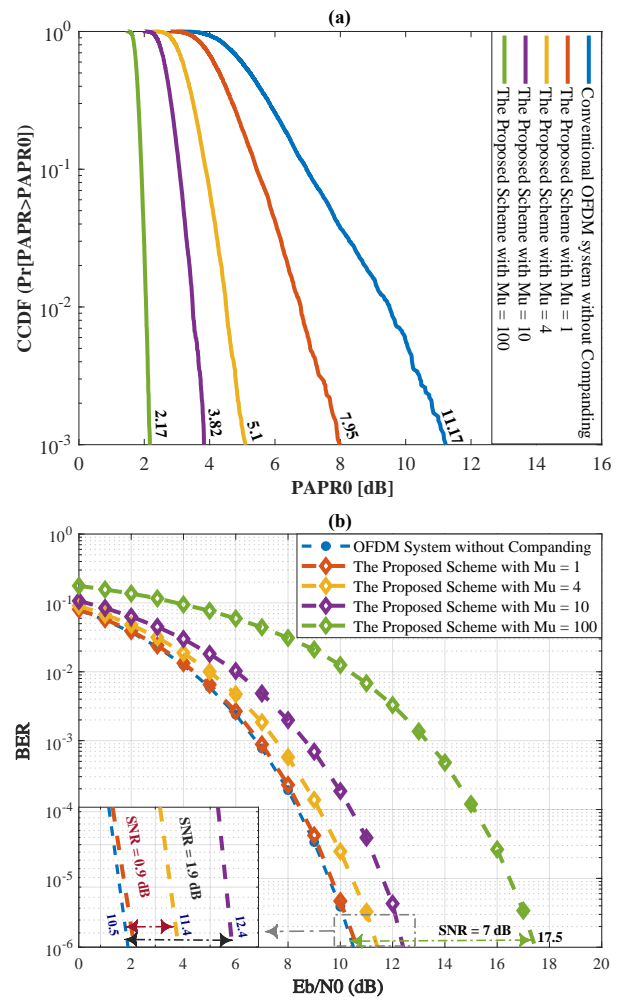 (a)
10^0
10^-1
10^-2
10^-3
CCDF (Pr[PAPR>PAPR0])
Conventional OFDM system without Companding
The Proposed Scheme with Mu = 1
The Proposed Scheme with Mu = 4
The Proposed Scheme with Mu = 10
The Proposed Scheme with Mu = 100
2.17
3.82
5.1
7.95
11.17
0 2 4 6 8 10 12 14 16
PAPR0 [dB]
(b)
10^0
10^-1
10^-2
10^-3
10^-4
10^-5
10^-6
BER
OFDM System without Companding
The Proposed Scheme with Mu = 1
The Proposed Scheme with Mu = 4
The Proposed Scheme with Mu = 10
The Proposed Scheme with Mu = 100
SNR = 0.9 dB
SNR = 1.9 dB
10.5
11.4
12.4
SNR = 7 dB
17.5
0 2 4 6 8 10 12 14 16 18 20
Eb/N0 (dB)